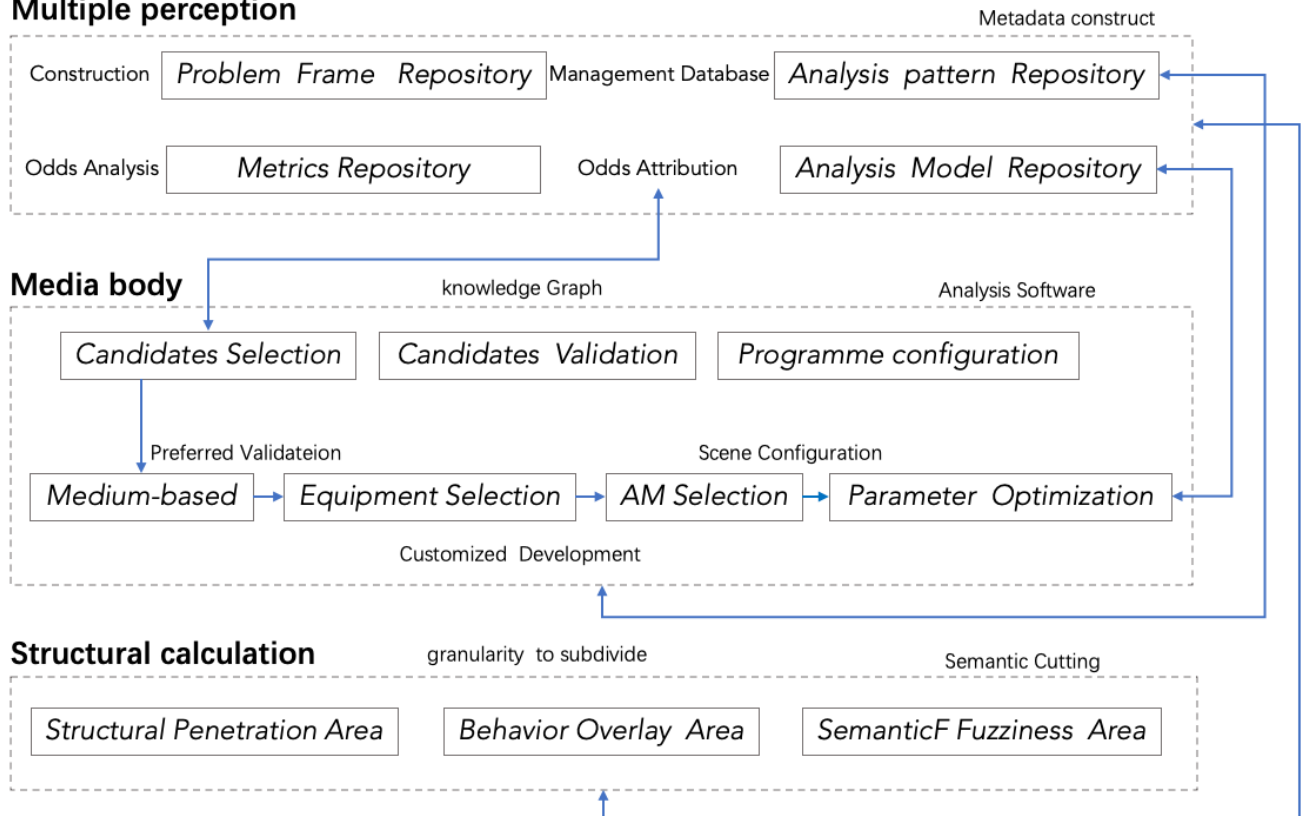 Multiple perception
Metadata construct
Construction
Problem Frame Repository
Management Database
Analysis pattern Repository
Odds Analysis
Metrics Repository
Odds Attribution
Analysis Model Repository
Media body
knowledge Graph
Analysis Software
Candidates Selection
Candidates Validation
Programme configuration
Preferred Validateion
Scene Configuration
Medium-based
Equipment Selection
AM Selection
Parameter Optimization
Customized Development
Structural calculation
granularity to subdivide
Semantic Cutting
Structural Penetration Area
Behavior Overlay Area
SemanticF Fuzziness Area